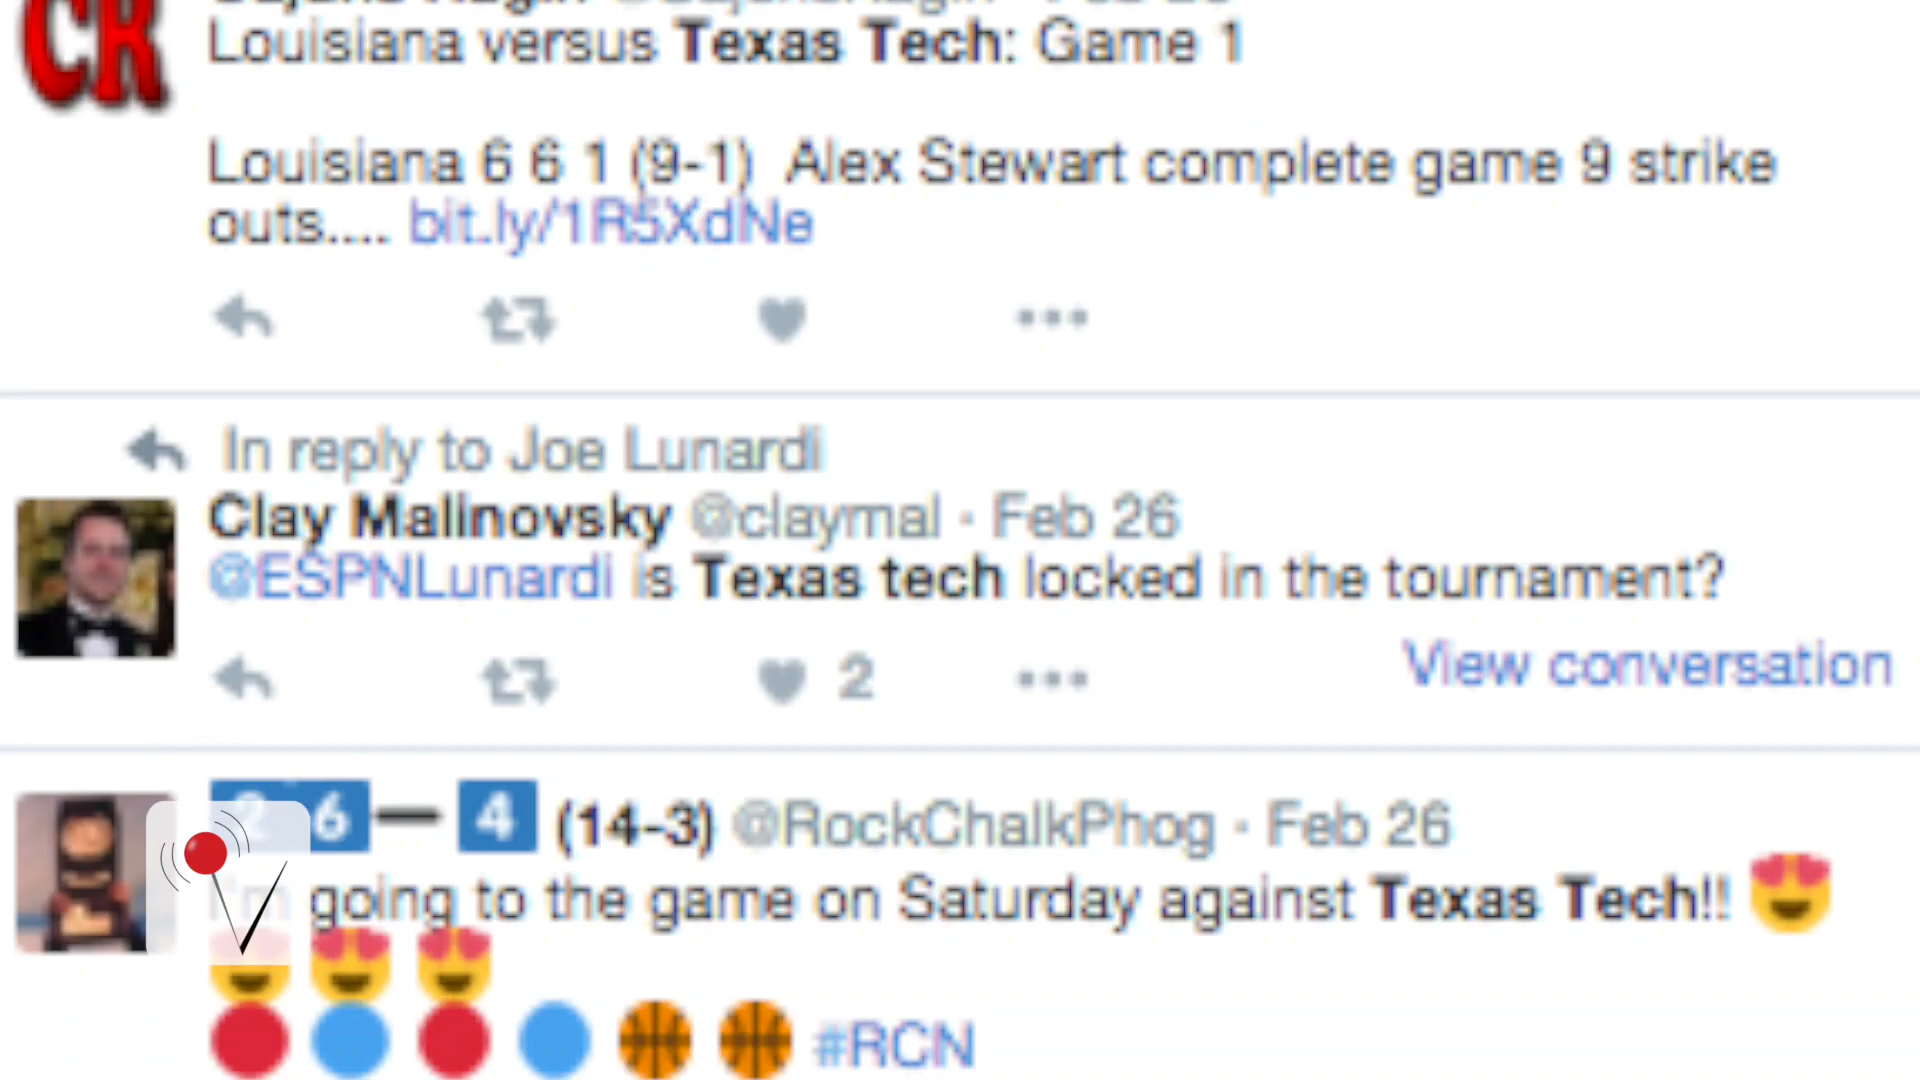 CR
Louisiana versus Texas Tech: Game 1
Louisiana 6 6 1 (9-1) Alex Stewart complete game 9 strike
outs.... bit.ly/1R5XdNe
In reply to Joe Lunardi
Clay Malinovsky @claymal · Feb 26
@ESPNLunardi is Texas tech locked in the tournament?
2
View conversation
2 6 — 4 (14-3) @RockChalkPhog · Feb 26
I'm going to the game on Saturday against Texas Tech!! 😍
😍 😍 😍
🔴 🔵 🔴 🔵 🏀 🏀 #RCN